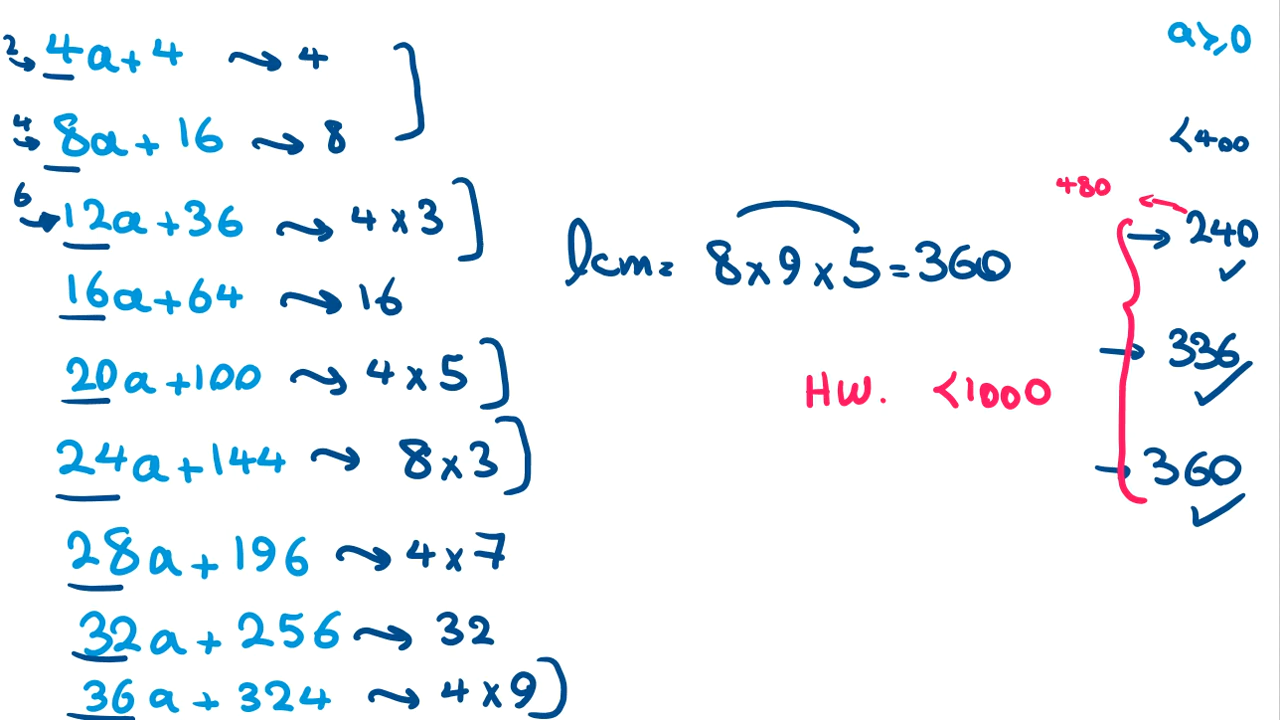 2 4a+4 4
4 8a+16 8
6 12a+36 4×3
16a+64 16
20a+100 4×5
24a+144 8×3
28a+196 4×7
32a+256 32
36a+324 4×9
lcm= 8×9×5=360
HW. <1000
a⩾0
<400
480 240
336
360